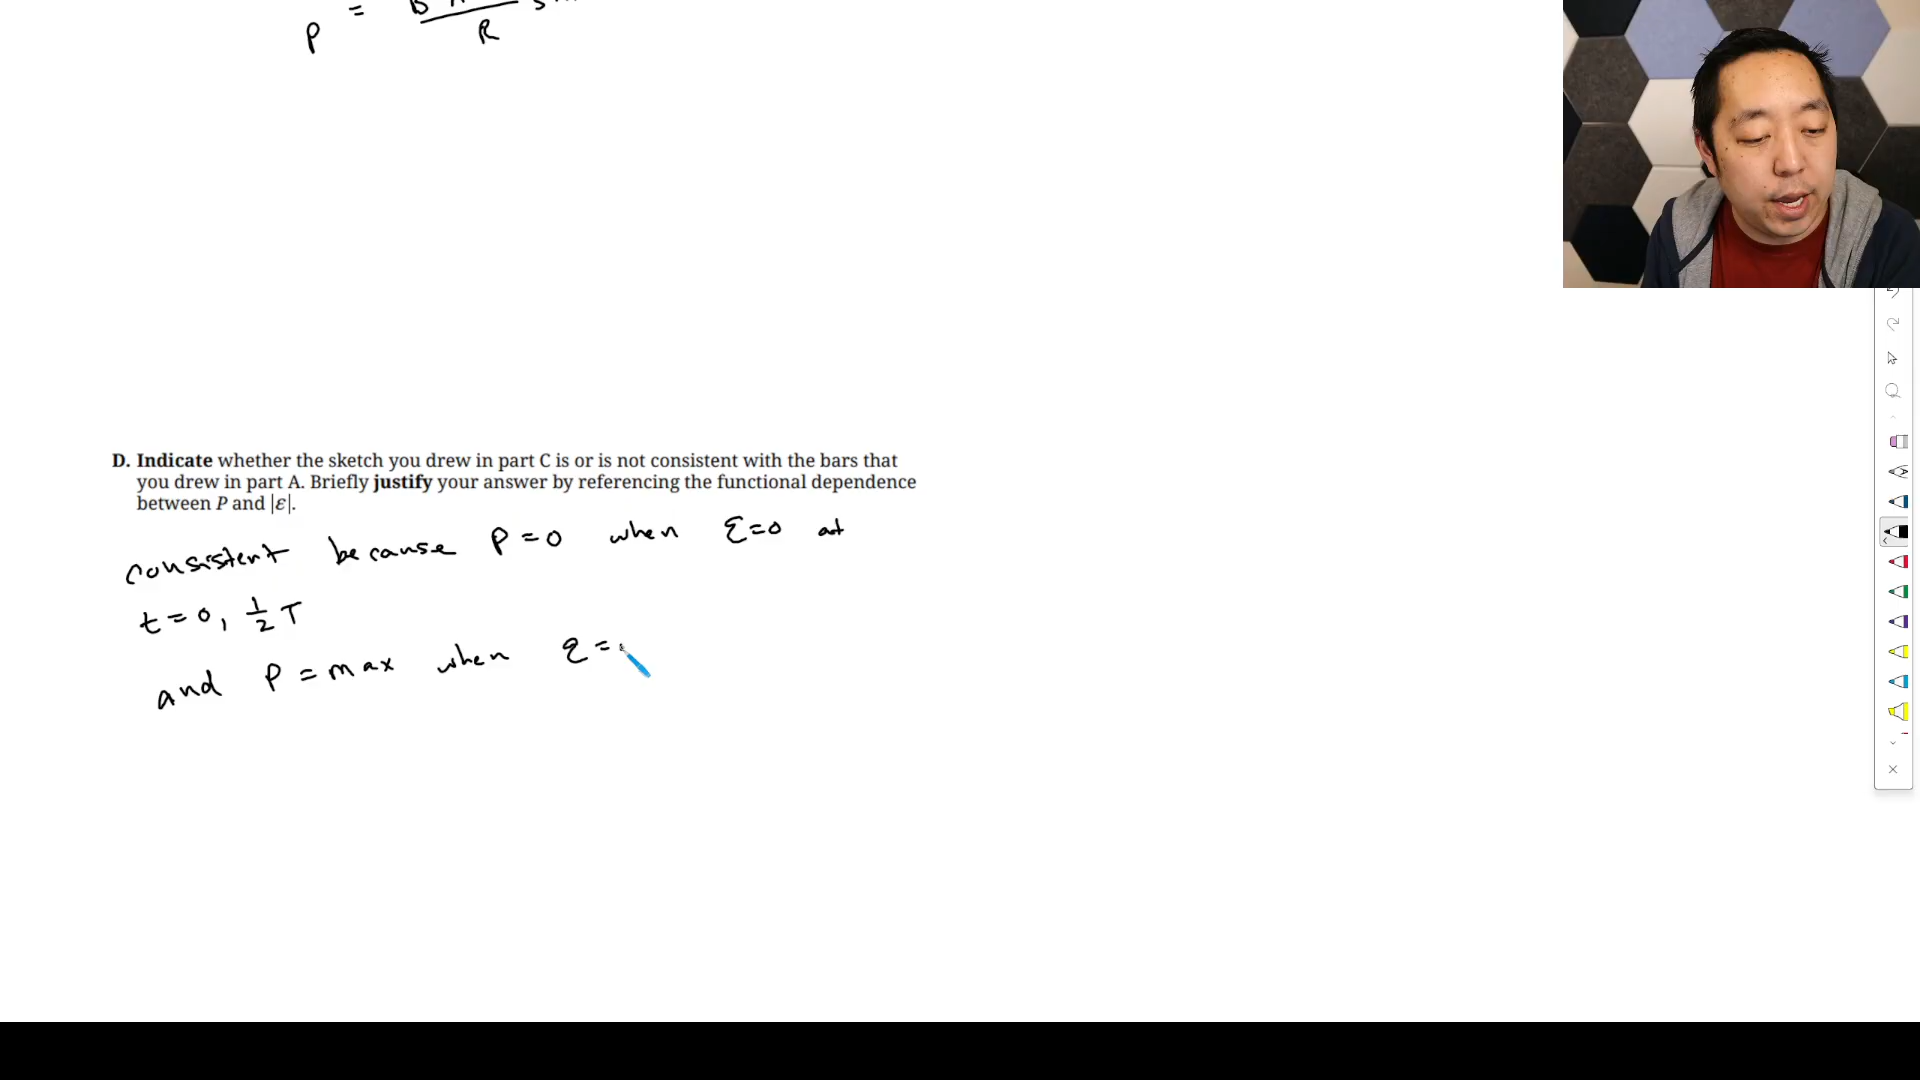 P =
R
D. Indicate whether the sketch you drew in part C is or is not consistent with the bars that
you drew in part A. Briefly justify your answer by referencing the functional dependence
between P and |ε|.
consistent because P = 0 when ε = 0 at
t = 0, 1/2 T
and P = max when ε =